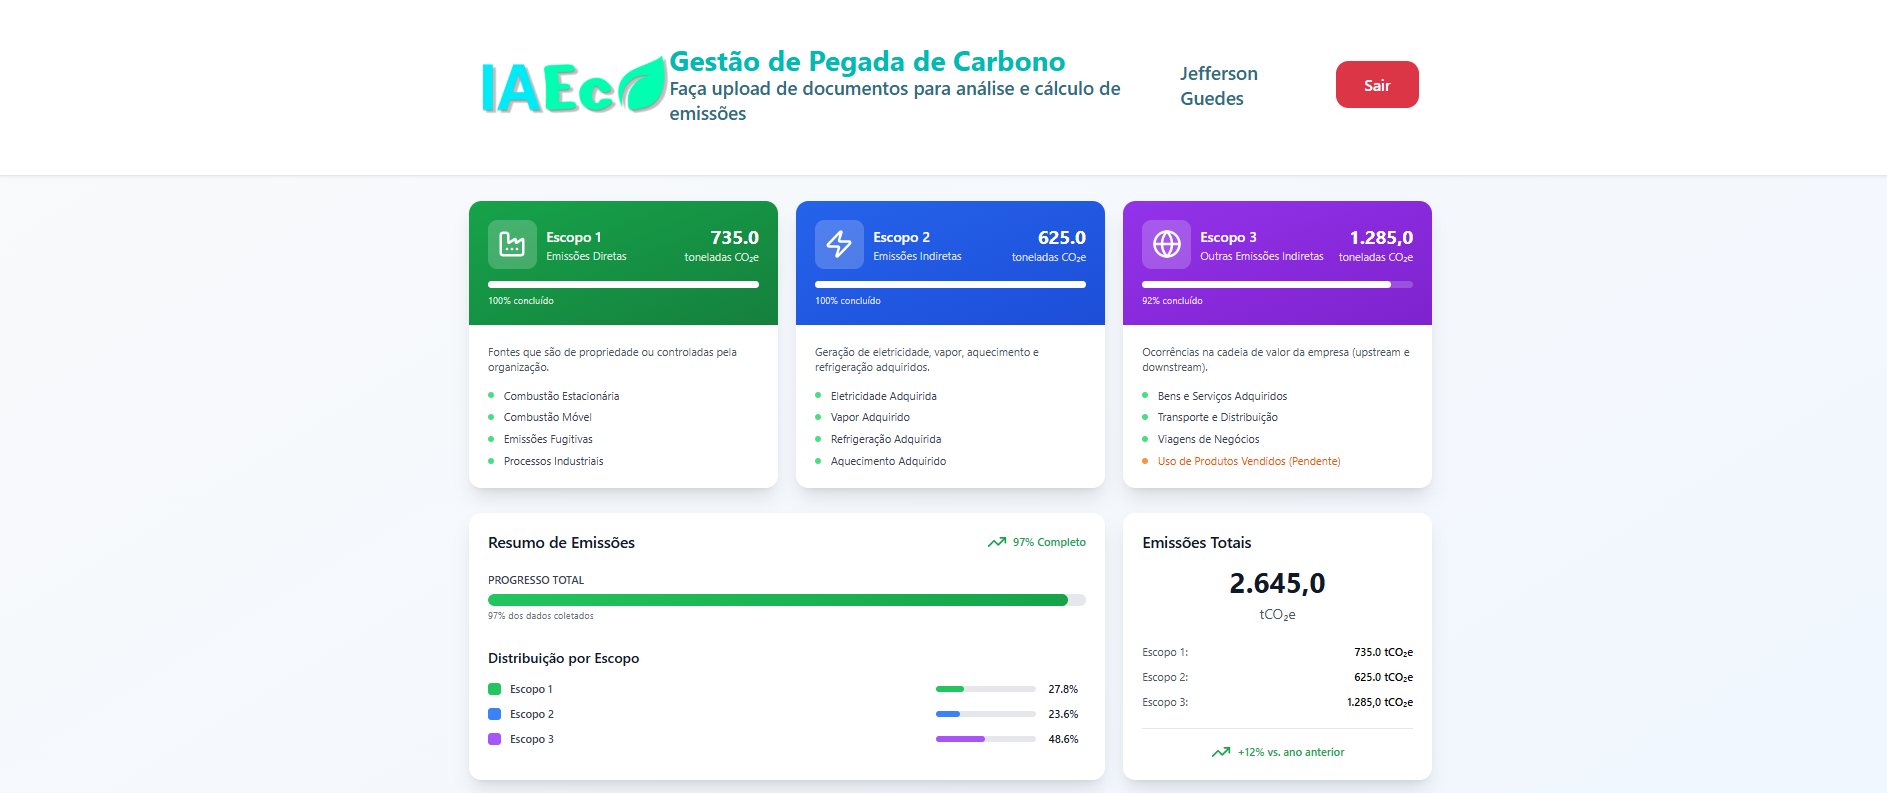 IAEco
Gestão de Pegada de Carbono
Faça upload de documentos para análise e cálculo de
emissões
Jefferson
Guedes
Sair
Escopo 1
Emissões Diretas
735.0
toneladas CO₂e
100% concluído
Fontes que são de propriedade ou controladas pela
organização.
Combustão Estacionária
Combustão Móvel
Emissões Fugitivas
Processos Industriais
Escopo 2
Emissões Indiretas
625.0
toneladas CO₂e
100% concluído
Geração de eletricidade, vapor, aquecimento e
refrigeração adquiridos.
Eletricidade Adquirida
Vapor Adquirido
Refrigeração Adquirida
Aquecimento Adquirido
Escopo 3
Outras Emissões Indiretas
1.285,0
toneladas CO₂e
92% concluído
Ocorrências na cadeia de valor da empresa (upstream e
downstream).
Bens e Serviços Adquiridos
Transporte e Distribuição
Viagens de Negócios
Uso de Produtos Vendidos (Pendente)
Resumo de Emissões
97% Completo
PROGRESSO TOTAL
97% dos dados coletados
Distribuição por Escopo
Escopo 1 27.8%
Escopo 2 23.6%
Escopo 3 48.6%
Emissões Totais
2.645,0
tCO₂e
Escopo 1: 735.0 tCO₂e
Escopo 2: 625.0 tCO₂e
Escopo 3: 1.285,0 tCO₂e
+12% vs. ano anterior